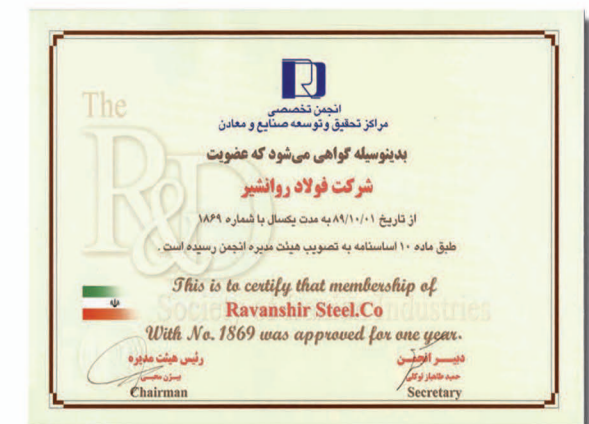 The
R&D
انجمن تخصصی
مراکز تحقیق و توسعه صنایع و معادن
بدینوسیله گواهی می‌شود که عضویت
شرکت فولاد روانشیر
از تاریخ ۸۹/۱۰/۰۱ به مدت یکسال با شماره ۱۸۶۹
طبق ماده ۱۰ اساسنامه به تصویب هیئت مدیره انجمن رسیده است .
This is to certify that membership of
Ravanshir Steel.Co
With No. 1869 was approved for one year.
دبیر انجمن
رئیس هیئت مدیره
بیژن محبی
Chairman
Secretary